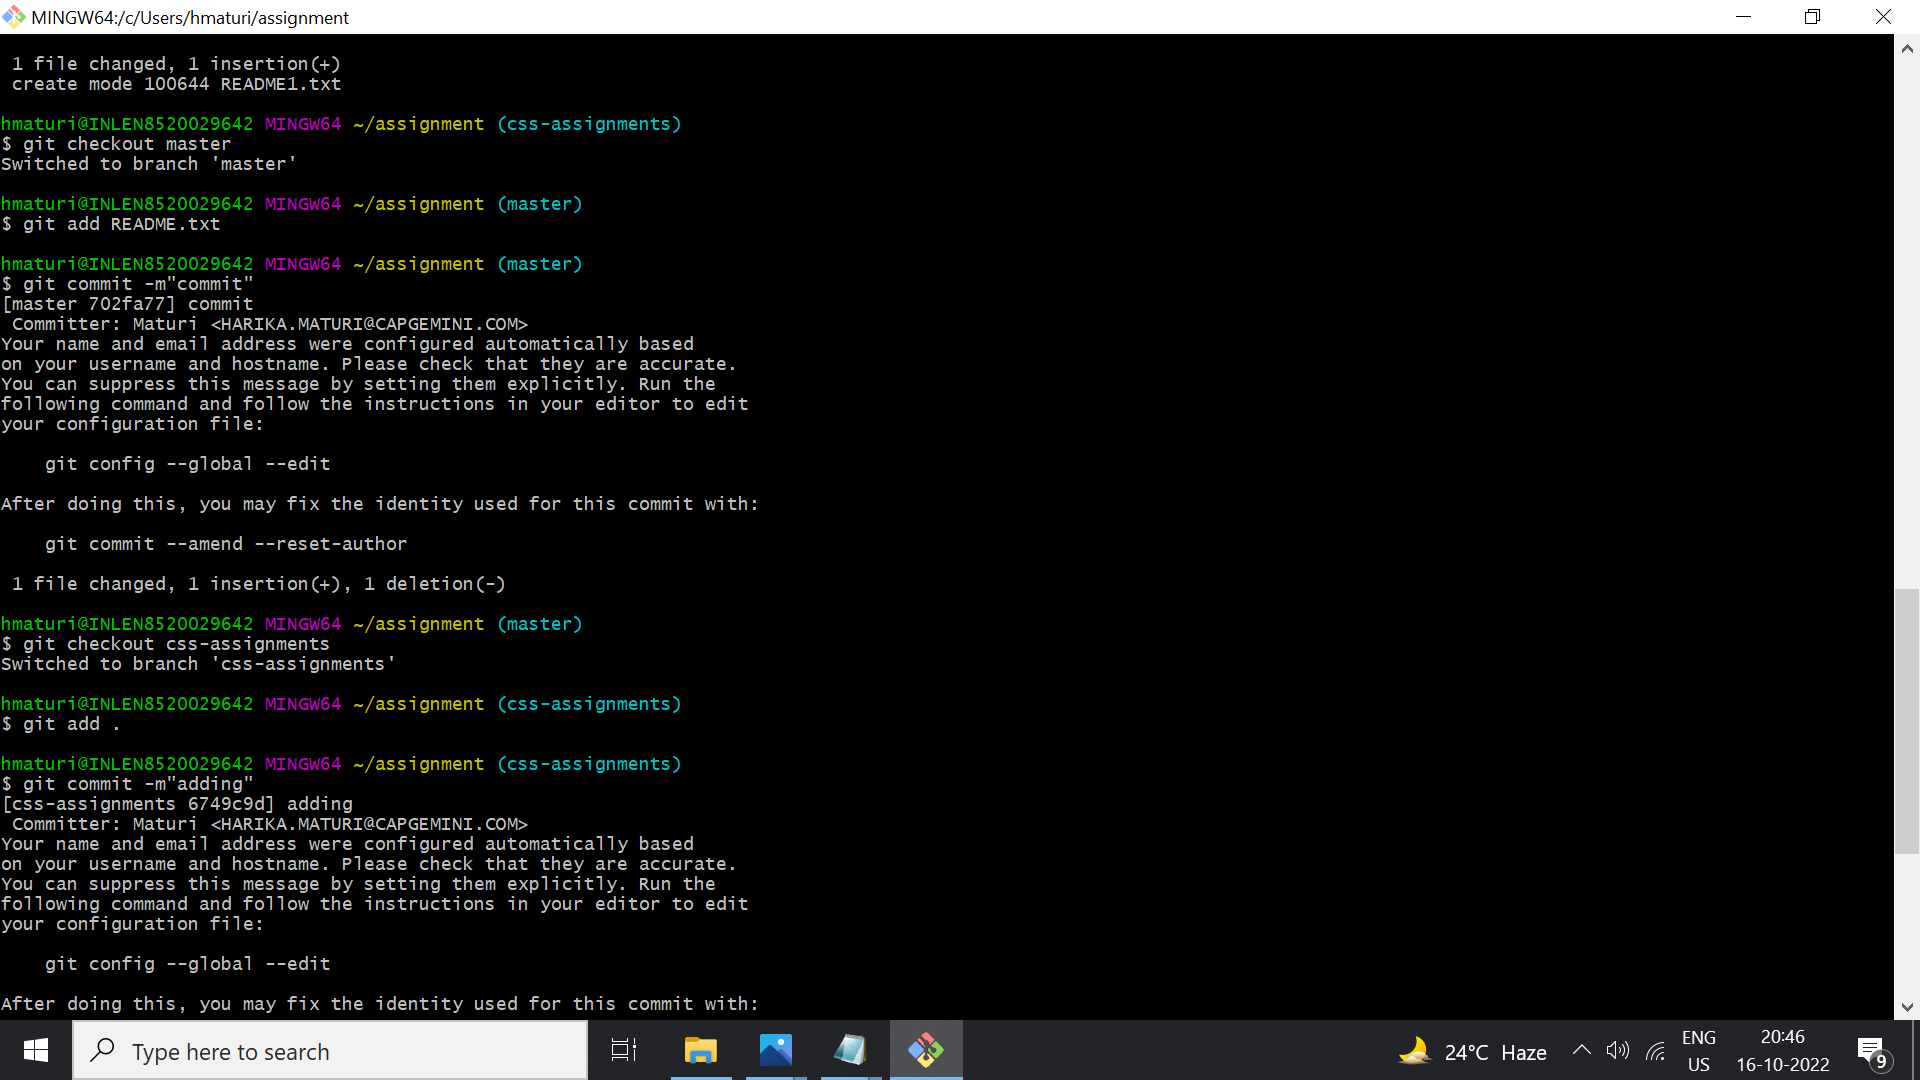 MINGW64:/c/Users/hmaturi/assignment
1 file changed, 1 insertion(+)
create mode 100644 README1.txt
hmaturi@INLEN8520029642 MINGW64 ~/assignment (css-assignments)
$ git checkout master
Switched to branch 'master'
hmaturi@INLEN8520029642 MINGW64 ~/assignment (master)
$ git add README.txt
hmaturi@INLEN8520029642 MINGW64 ~/assignment (master)
$ git commit -m"commit"
[master 702fa77] commit
Committer: Maturi <HARIKA.MATURI@CAPGEMINI.COM>
Your name and email address were configured automatically based
on your username and hostname. Please check that they are accurate.
You can suppress this message by setting them explicitly. Run the
following command and follow the instructions in your editor to edit
your configuration file:
git config --global --edit
After doing this, you may fix the identity used for this commit with:
git commit --amend --reset-author
1 file changed, 1 insertion(+), 1 deletion(-)
hmaturi@INLEN8520029642 MINGW64 ~/assignment (master)
$ git checkout css-assignments
Switched to branch 'css-assignments'
hmaturi@INLEN8520029642 MINGW64 ~/assignment (css-assignments)
$ git add .
hmaturi@INLEN8520029642 MINGW64 ~/assignment (css-assignments)
$ git commit -m"adding"
[css-assignments 6749c9d] adding
Committer: Maturi <HARIKA.MATURI@CAPGEMINI.COM>
Your name and email address were configured automatically based
on your username and hostname. Please check that they are accurate.
You can suppress this message by setting them explicitly. Run the
following command and follow the instructions in your editor to edit
your configuration file:
git config --global --edit
After doing this, you may fix the identity used for this commit with:
Type here to search
24°C Haze
ENG
US
20:46
16-10-2022
9